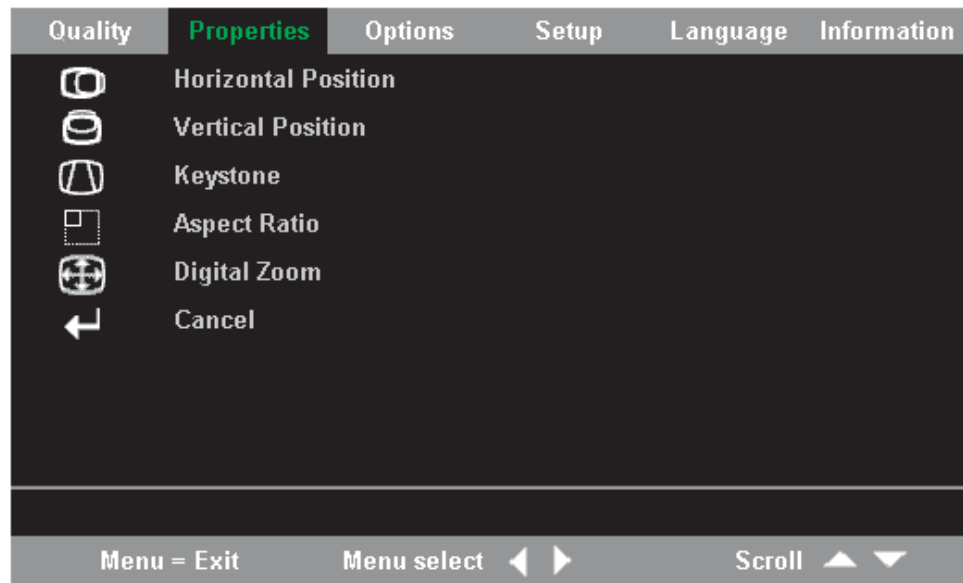 Quality Properties Options Setup Language Information
Horizontal Position
Vertical Position
Keystone
Aspect Ratio
Digital Zoom
Cancel
Menu = Exit Menu select Scroll